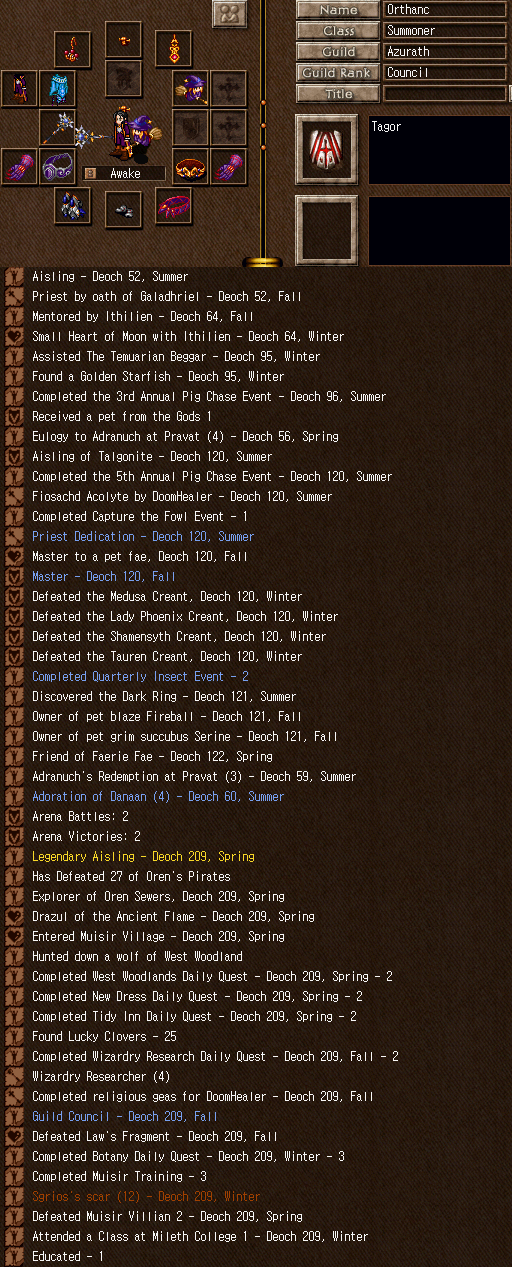 Name Orthanc
Class Summoner
Guild Azurath
Guild Rank Council
Title
Tagor
Awake
Aisling - Deoch 52, Summer
Priest by oath of Galadhriel - Deoch 52, Fall
Mentored by Ithilien - Deoch 64, Fall
Small Heart of Moon with Ithilien - Deoch 64, Winter
Assisted The Temuarian Beggar - Deoch 95, Winter
Found a Golden Starfish - Deoch 95, Winter
Completed the 3rd Annual Pig Chase Event - Deoch 96, Summer
Received a pet from the Gods 1
Eulogy to Adranuch at Pravat (4) - Deoch 56, Spring
Aisling of Talgonite - Deoch 120, Summer
Completed the 5th Annual Pig Chase Event - Deoch 120, Summer
Fiosachd Acolyte by DoomHealer - Deoch 120, Summer
Completed Capture the Fowl Event - 1
Priest Dedication - Deoch 120, Summer
Master to a pet fae, Deoch 120, Fall
Master - Deoch 120, Fall
Defeated the Medusa Creant, Deoch 120, Winter
Defeated the Lady Phoenix Creant, Deoch 120, Winter
Defeated the Shamensyth Creant, Deoch 120, Winter
Defeated the Tauren Creant, Deoch 120, Winter
Completed Quarterly Insect Event - 2
Discovered the Dark Ring - Deoch 121, Summer
Owner of pet blaze Fireball - Deoch 121, Fall
Owner of pet grim succubus Serine - Deoch 121, Fall
Friend of Faerie Fae - Deoch 122, Spring
Adranuch's Redemption at Pravat (3) - Deoch 59, Summer
Adoration of Danaan (4) - Deoch 60, Summer
Arena Battles: 2
Arena Victories: 2
Legendary Aisling - Deoch 209, Spring
Has Defeated 27 of Oren's Pirates
Explorer of Oren Sewers, Deoch 209, Spring
Drazul of the Ancient Flame - Deoch 209, Spring
Entered Muisir Village - Deoch 209, Spring
Hunted down a wolf of West Woodland
Completed West Woodlands Daily Quest - Deoch 209, Spring - 2
Completed New Dress Daily Quest - Deoch 209, Spring - 2
Completed Tidy Inn Daily Quest - Deoch 209, Spring - 2
Found Lucky Clovers - 25
Completed Wizardry Research Daily Quest - Deoch 209, Fall - 2
Wizardry Researcher (4)
Completed religious geas for DoomHealer - Deoch 209, Fall
Guild Council - Deoch 209, Fall
Defeated Law's Fragment - Deoch 209, Fall
Completed Botany Daily Quest - Deoch 209, Winter - 3
Completed Muisir Training - 3
Sgrios's scar (12) - Deoch 209, Winter
Defeated Muisir Villian 2 - Deoch 209, Spring
Attended a Class at Mileth College 1 - Deoch 209, Winter
Educated - 1